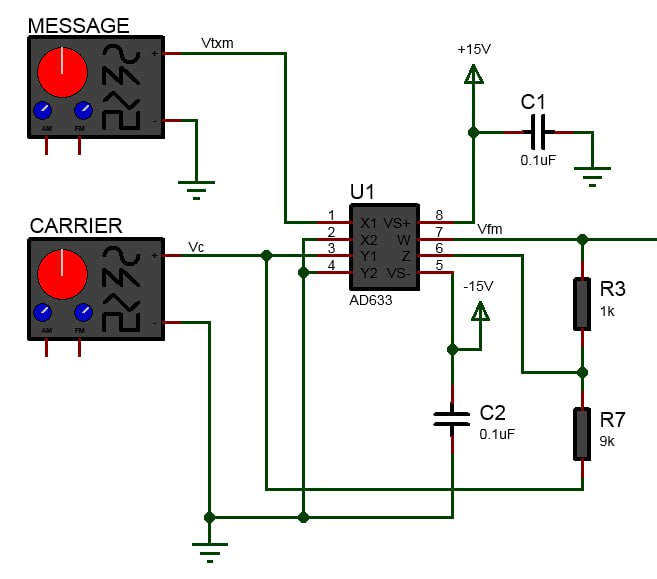 MESSAGE
Vtxm
+
-
AM FM
+15V
C1
0.1uF
U1
1 X1 VS+ 8
2 X2 W 7
3 Y1 Z 6
4 Y2 VS- 5
AD633
Vfm
CARRIER
Vc
+
-
AM FM
-15V
R3
1k
C2
0.1uF
R7
9k